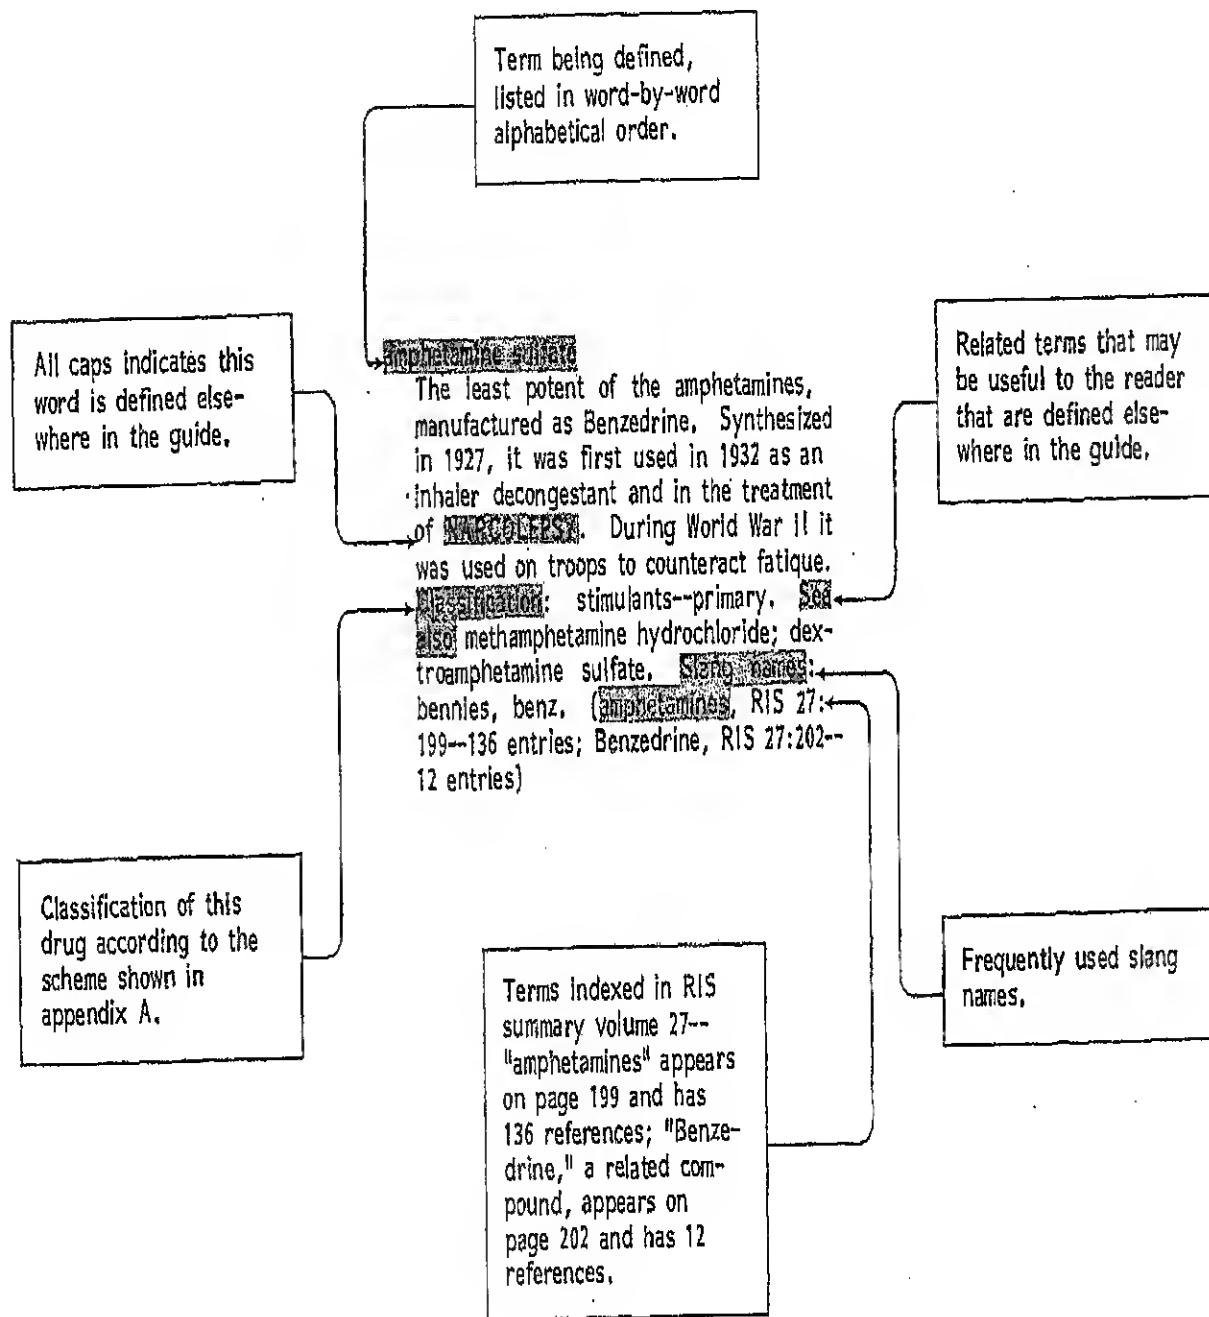 Term being defined,
listed in word-by-word
alphabetical order.
All caps indicates this
word is defined else-
where in the guide.
Related terms that may
be useful to the reader
that are defined else-
where in the guide.
amphetamine sulfate
The least potent of the amphetamines,
manufactured as Benzedrine. Synthesized
in 1927, it was first used in 1932 as an
inhaler decongestant and in the treatment
of NARCOLEPSY. During World War II it
was used on troops to counteract fatique.
Classification: stimulants--primary. See
also methamphetamine hydrochloride; dex-
troamphetamine sulfate. Slang names:
bennies, benz. (amphetamines, RIS 27:
199--136 entries; Benzedrine, RIS 27:202--
12 entries)
Classification of this
drug according to the
scheme shown in
appendix A.
Terms indexed in RIS
summary volume 27--
"amphetamines" appears
on page 199 and has
136 references; "Benze-
drine," a related com-
pound, appears on
page 202 and has 12
references.
Frequently used slang
names.